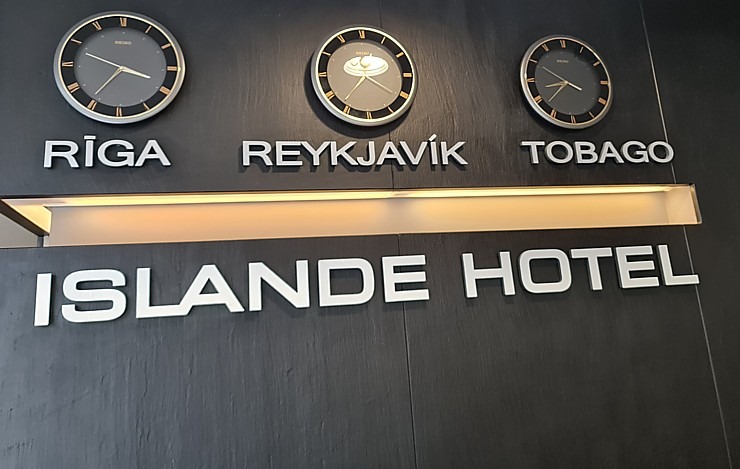 SEIKO SEIKO SEIKO
RĪGA REYKJAVÍK TOBAGO
ISLANDE HOTEL